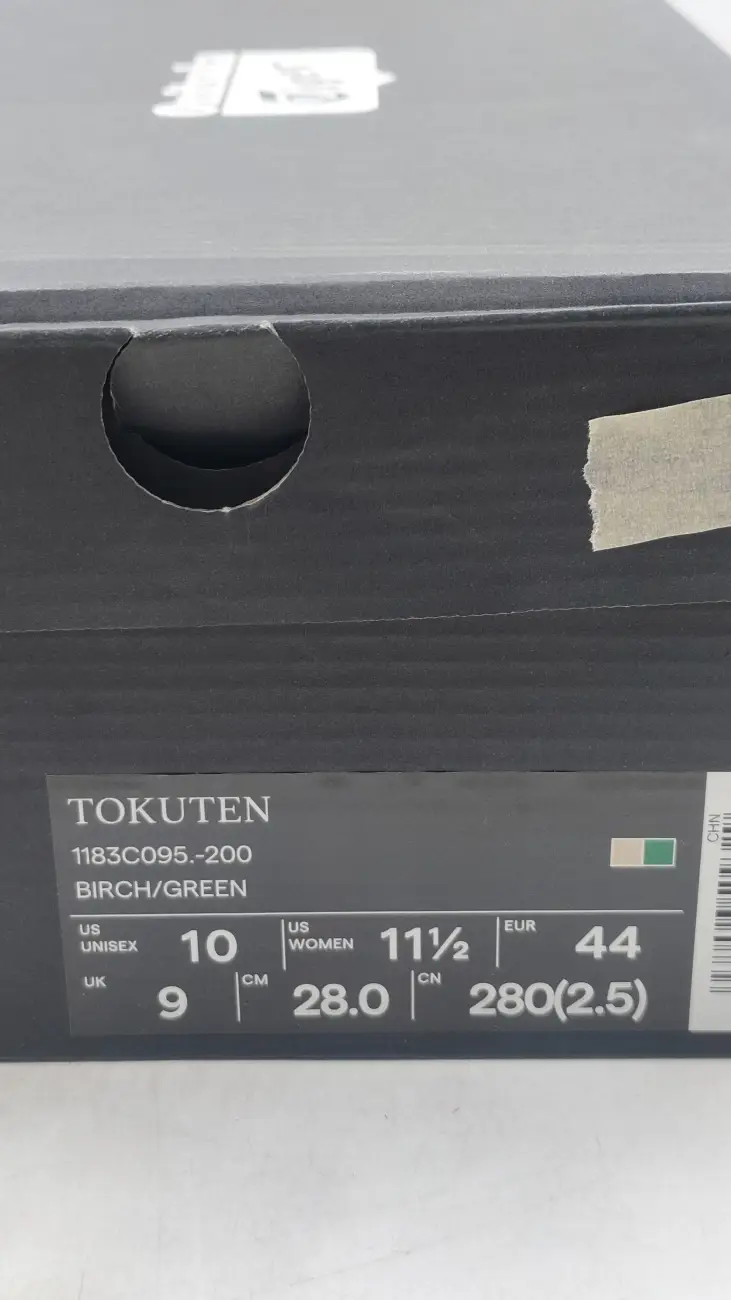 TOKUTEN
1183C095.-200
BIRCH/GREEN
US UNISEX 10 US WOMEN 11½ EUR 44
UK 9 CM 28.0 CN 280(2.5)
CHN